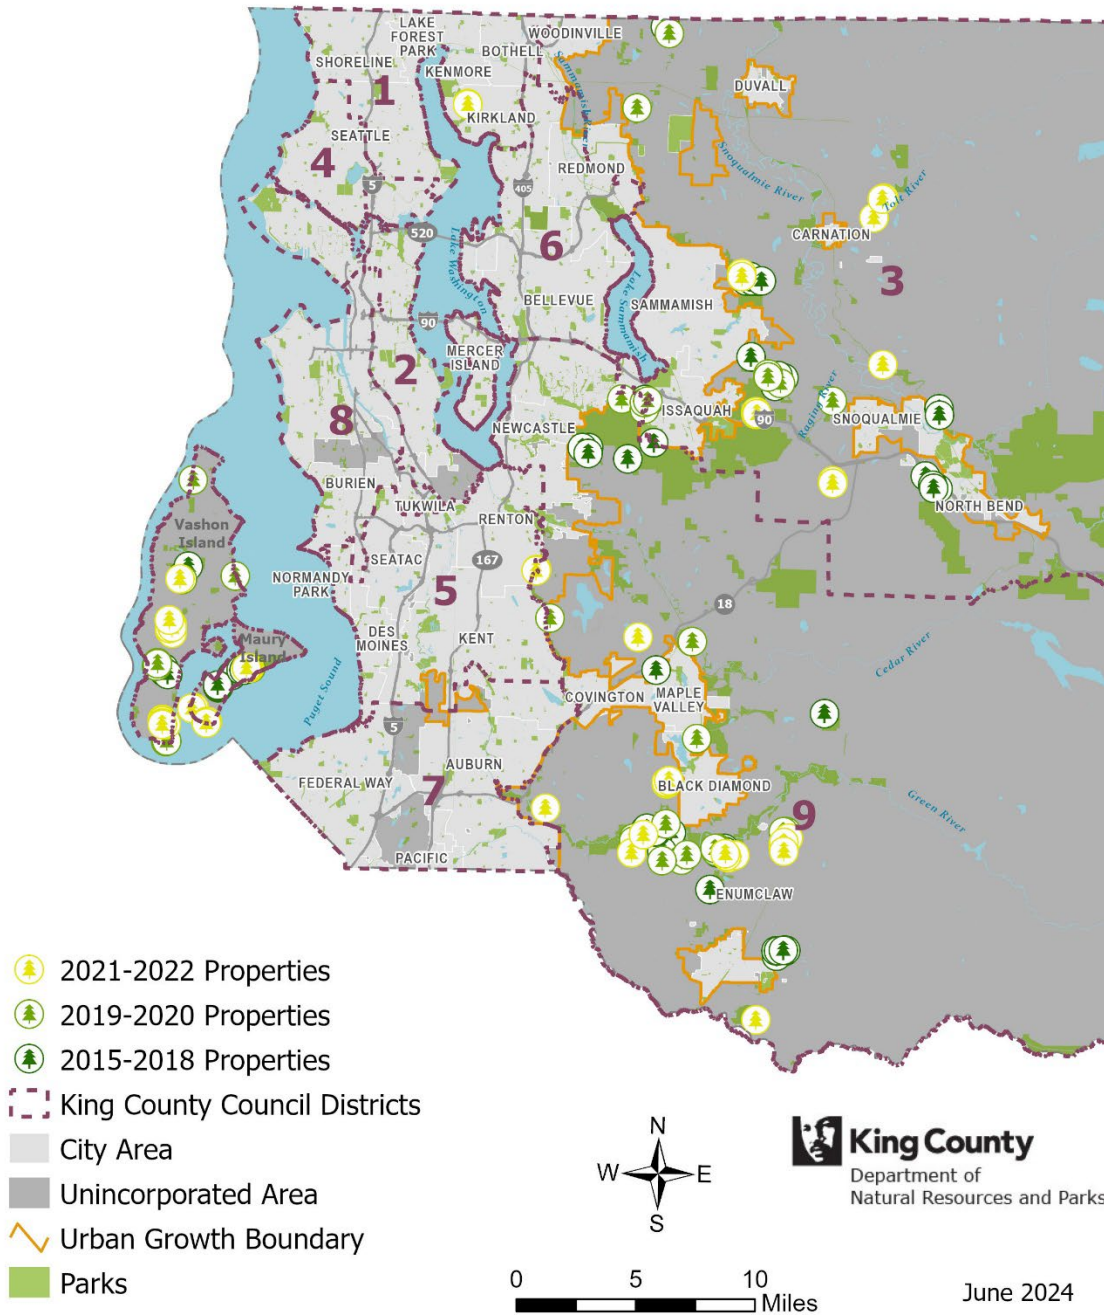 LAKE
FOREST
PARK
WOODINVILLE
BOTHELL
SHORELINE
KENMORE
DUVALL
1
KIRKLAND
SEATTLE
Sammamish River
4
REDMOND
Snoqualmie River
5
405
Tolt River
520
CARNATION
6
Lake Washington
3
BELLEVUE
Lake Sammamish
SAMMAMISH
90
MERCER
ISLAND
2
Raging River
8
ISSAQUAH
90
SNOQUALMIE
NEWCASTLE
BURIEN
TUKWILA
NORTH BEND
RENTON
Vashon
Island
SEATAC
167
NORMANDY
PARK
5
18
DES
MOINES
KENT
Maury
Island
Cedar River
Puget Sound
COVINGTON
MAPLE
VALLEY
5
AUBURN
FEDERAL WAY
7
BLACK DIAMOND
Green River
9
PACIFIC
ENUMCLAW
2021-2022 Properties
2019-2020 Properties
2015-2018 Properties
King County Council Districts
City Area
Unincorporated Area
Urban Growth Boundary
Parks
N
W E
S
King County
Department of
Natural Resources and Parks
0 5 10
Miles
June 2024